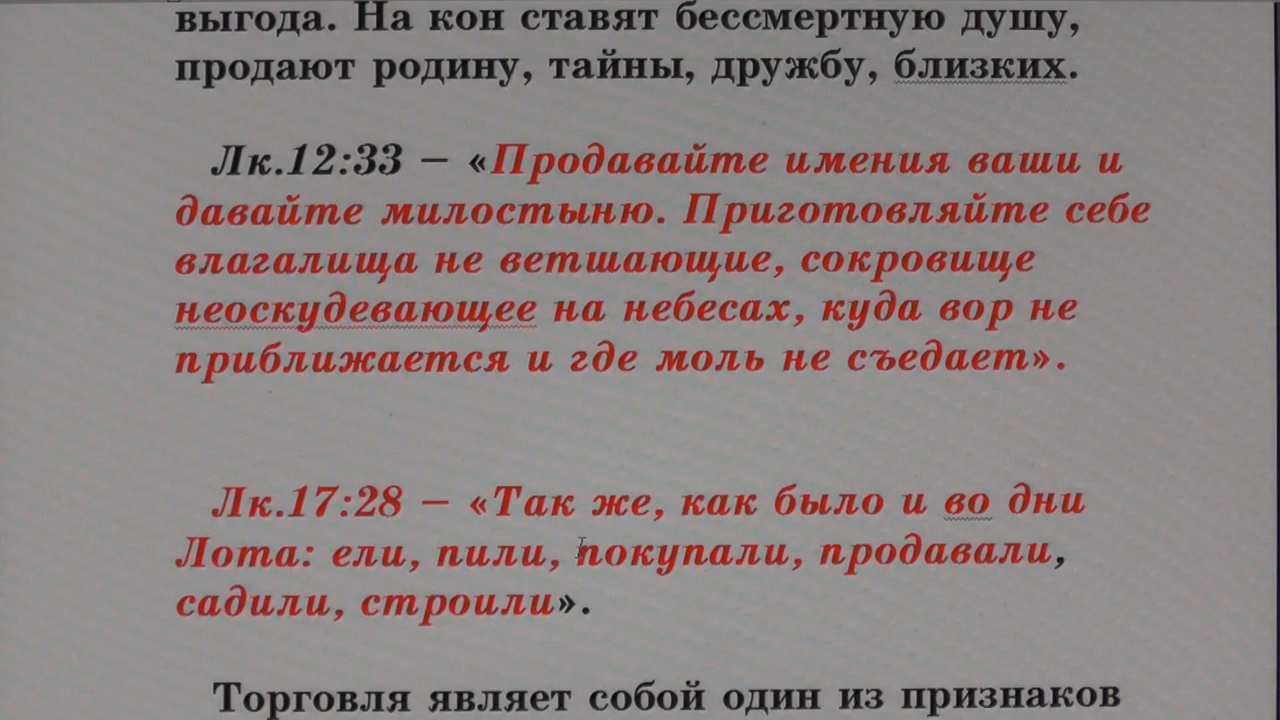 выгода. На кон ставят бессмертную душу,
продают родину, тайны, дружбу, близких.
Лк.12:33 – «Продавайте имения ваши и
давайте милостыню. Приготовляйте себе
влагалища не ветшающие, сокровище
неоскудевающее на небесах, куда вор не
приближается и где моль не съедает».
Лк.17:28 – «Так же, как было и во дни
Лота: ели, пили, покупали, продавали,
садили, строили».
Торговля являет собой один из признаков